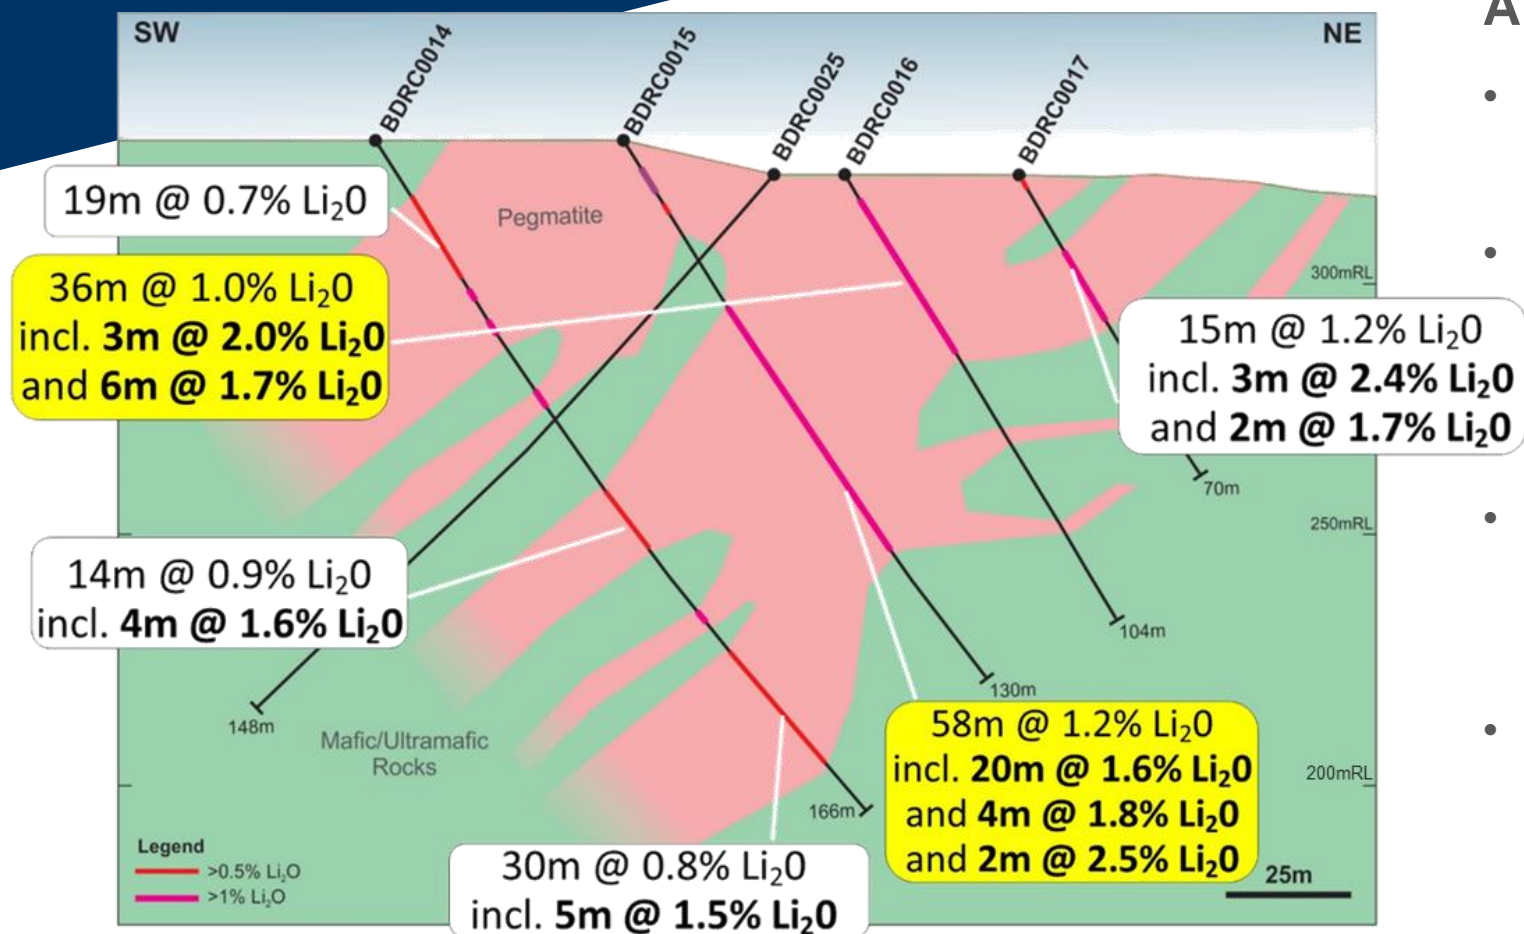 A
SW
NE
BDRC0014
BDRC0015
BDRC0025
BDRC0016
BDRC0017
19m @ 0.7% Li₂0
Pegmatite
36m @ 1.0% Li₂0
incl. 3m @ 2.0% Li₂0
and 6m @ 1.7% Li₂0
300mRL
15m @ 1.2% Li₂0
incl. 3m @ 2.4% Li₂0
and 2m @ 1.7% Li₂0
70m
250mRL
14m @ 0.9% Li₂0
incl. 4m @ 1.6% Li₂0
104m
130m
148m
Mafic/Ultramafic
Rocks
58m @ 1.2% Li₂0
incl. 20m @ 1.6% Li₂0
and 4m @ 1.8% Li₂0
and 2m @ 2.5% Li₂0
200mRL
166m
Legend
>0.5% Li₂O
>1% Li₂O
30m @ 0.8% Li₂0
incl. 5m @ 1.5% Li₂0
25m